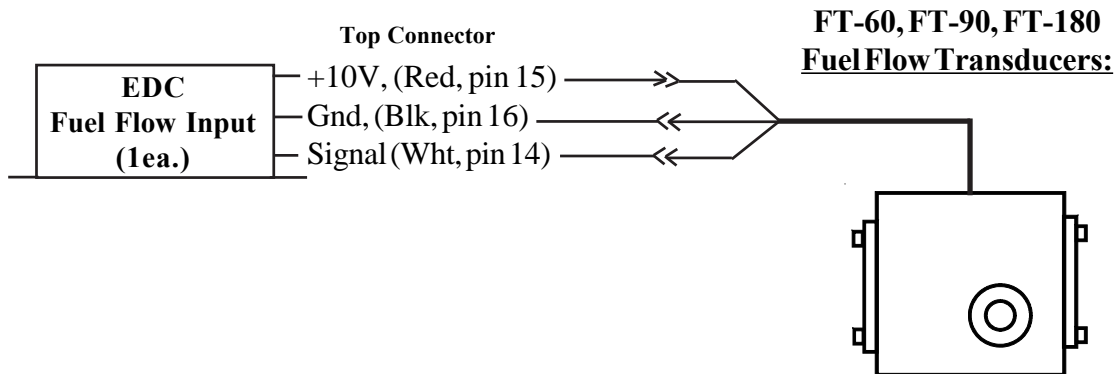 FT-60, FT-90, FT-180
Fuel Flow Transducers:
Top Connector
EDC
Fuel Flow Input
(1ea.)
+10V, (Red, pin 15)
Gnd, (Blk, pin 16)
Signal (Wht, pin 14)